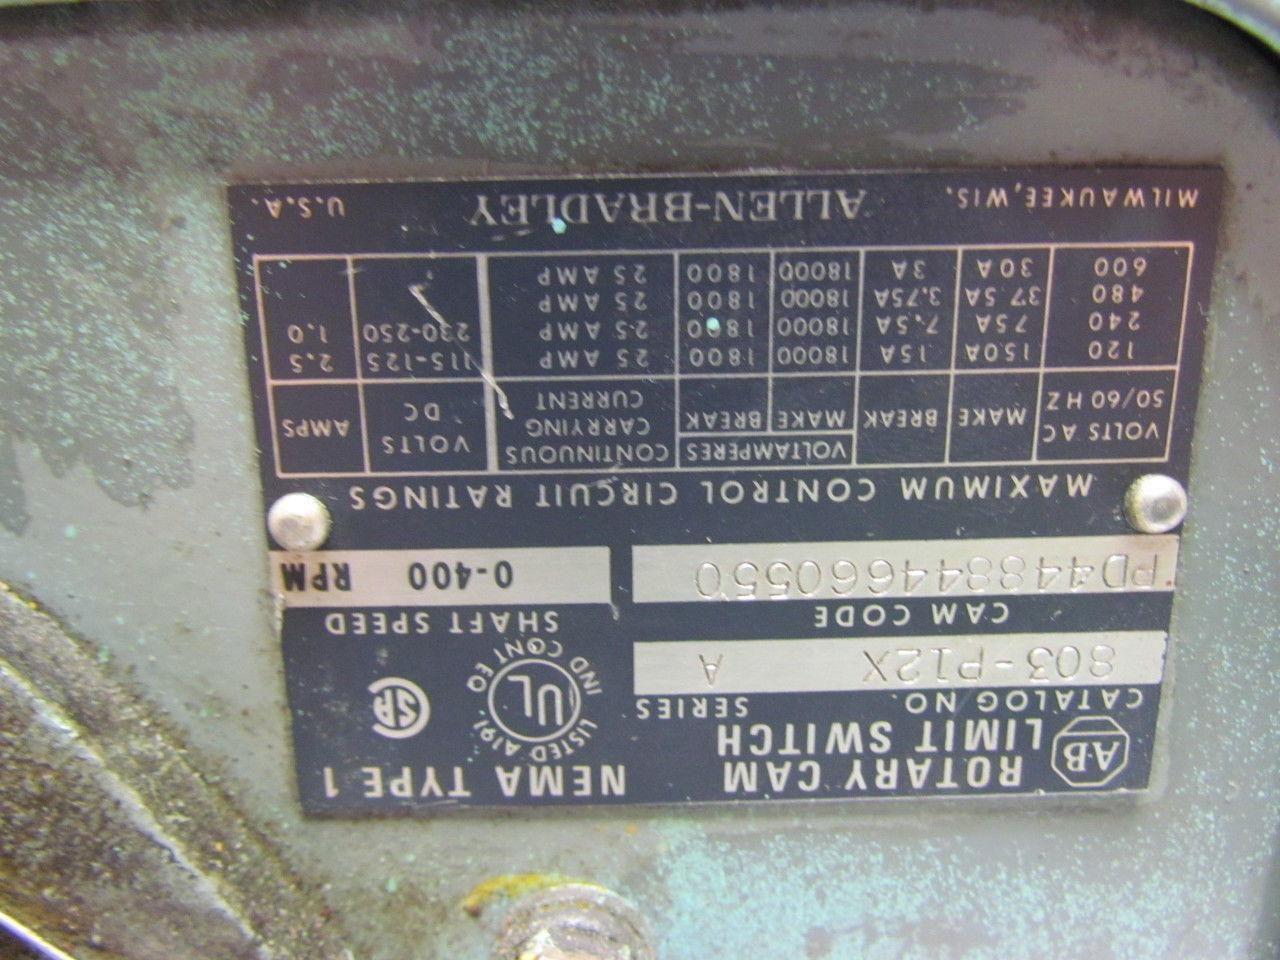 A-B
ROTARY CAM
LIMIT SWITCH
NEMA TYPE 1
LISTED A191
UL
IND CONT EQ
SA
CATALOG NO. SERIES
803-P12X A
CAM CODE
PD44884466O55O
SHAFT SPEED
0-400 RPM
MAXIMUM CONTROL CIRCUIT RATINGS
VOLTS AC 50/60 HZ MAKE BREAK VOLTAMPERES MAKE BREAK CONTINUOUS CARRYING CURRENT VOLTS DC AMPS
120 150A 15A 18000 1800 25 AMP 115-125 2.5
240 75A 7.5A 18000 1800 2.5 AMP 230-250 1.0
480 37.5A 3.75A 18000 1800 25 AMP
600 30A 3A 18000 1800 25 AMP
MILWAUKEE, WIS. ALLEN-BRADLEY U.S.A.